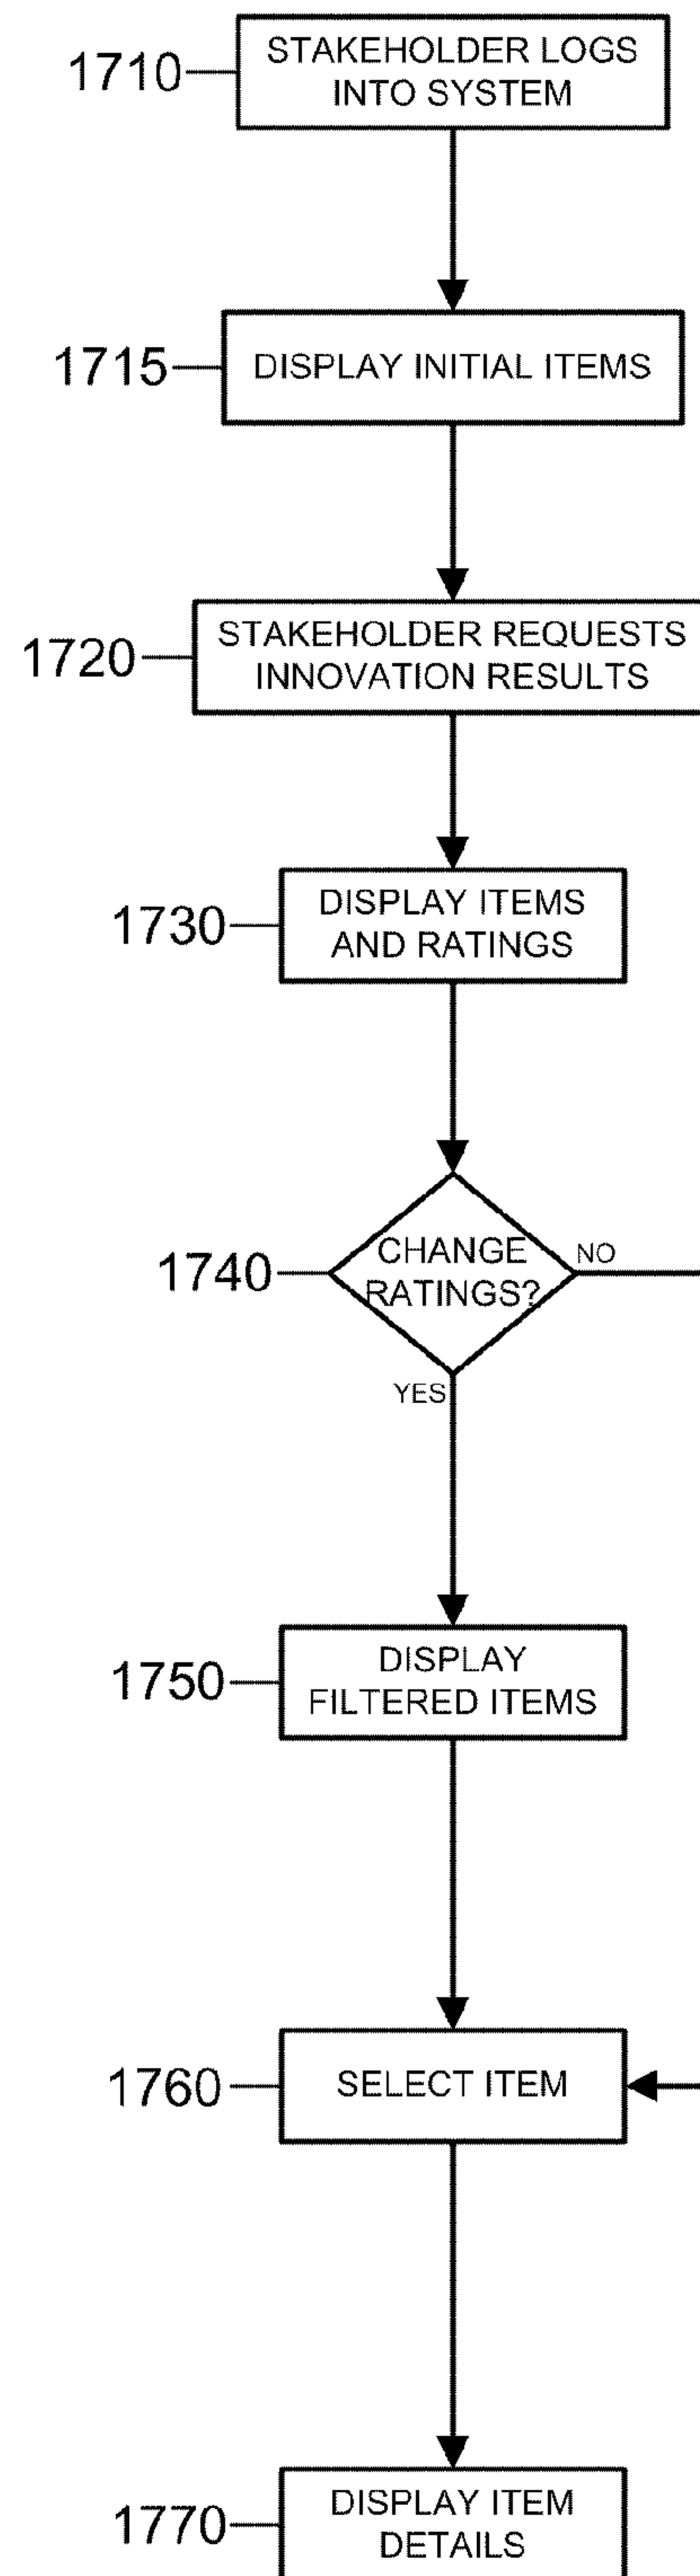 1710
STAKEHOLDER LOGS
INTO SYSTEM
1715
DISPLAY INITIAL ITEMS
1720
STAKEHOLDER REQUESTS
INNOVATION RESULTS
1730
DISPLAY ITEMS
AND RATINGS
1740
CHANGE
RATINGS?
NO
YES
1750
DISPLAY
FILTERED ITEMS
1760
SELECT ITEM
1770
DISPLAY ITEM
DETAILS